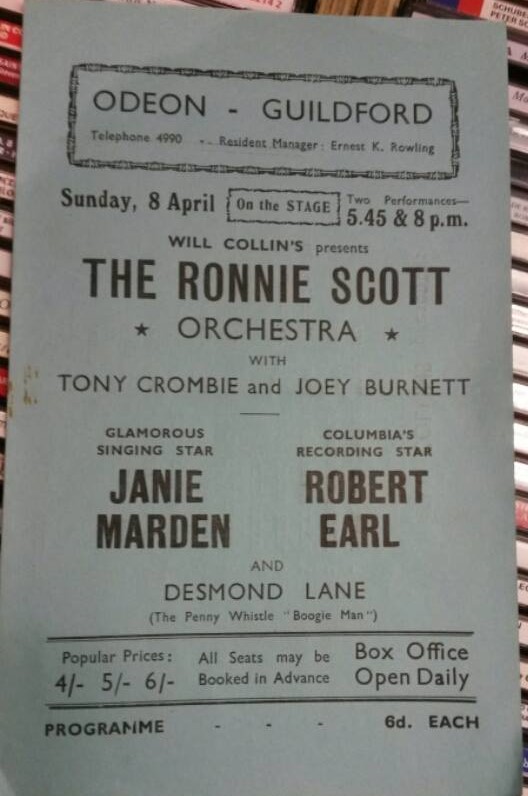 ODEON - GUILDFORD
Telephone 4990 -- Resident Manager: Ernest K. Rowling
Sunday, 8 April On the STAGE Two Performances—
5.45 & 8 p.m.
WILL COLLIN'S presents
THE RONNIE SCOTT
★ ORCHESTRA ★
WITH
TONY CROMBIE and JOEY BURNETT
GLAMOROUS
SINGING STAR
JANIE
MARDEN
COLUMBIA'S
RECORDING STAR
ROBERT
EARL
AND
DESMOND LANE
(The Penny Whistle "Boogie Man")
Popular Prices:
4/- 5/- 6/-
All Seats may be
Booked in Advance
Box Office
Open Daily
PROGRAMME - - - 6d. EACH